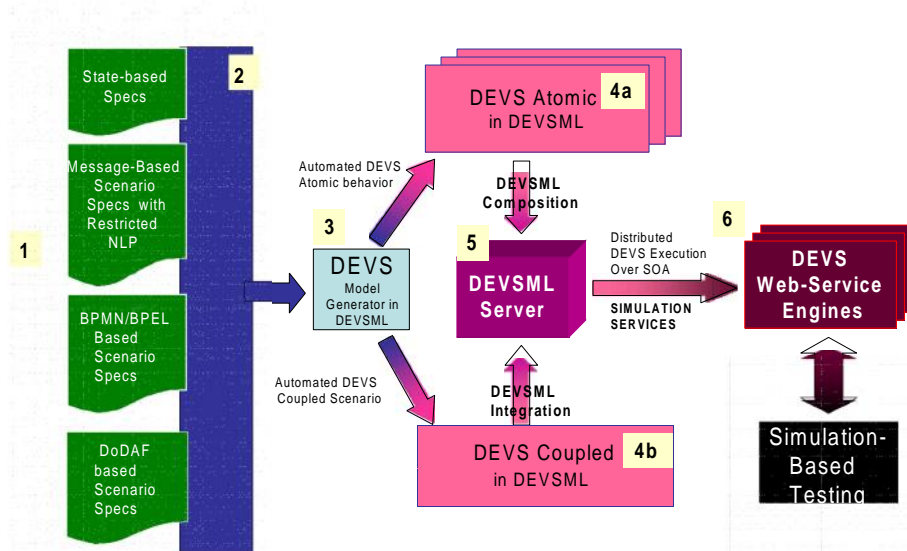 1
State-based
Specs
Message-Based
Scenario
Specs with
Restricted
NLP
BPMN/BPEL
Based
Scenario
Specs
DoDAF
based
Scenario
Specs
2
3
DEVS
Model
Generator in
DEVSML
Automated DEVS
Atomic behavior
Automated DEVS
Coupled Scenario
4a
DEVS Atomic
in DEVSML
DEVSML
Composition
5
DEVSML
Server
DEVSML
Integration
4b
DEVS Coupled
in DEVSML
Distributed
DEVS Execution
Over SOA
SIMULATION
SERVICES
6
DEVS
Web-Service
Engines
Simulation-
Based
Testing